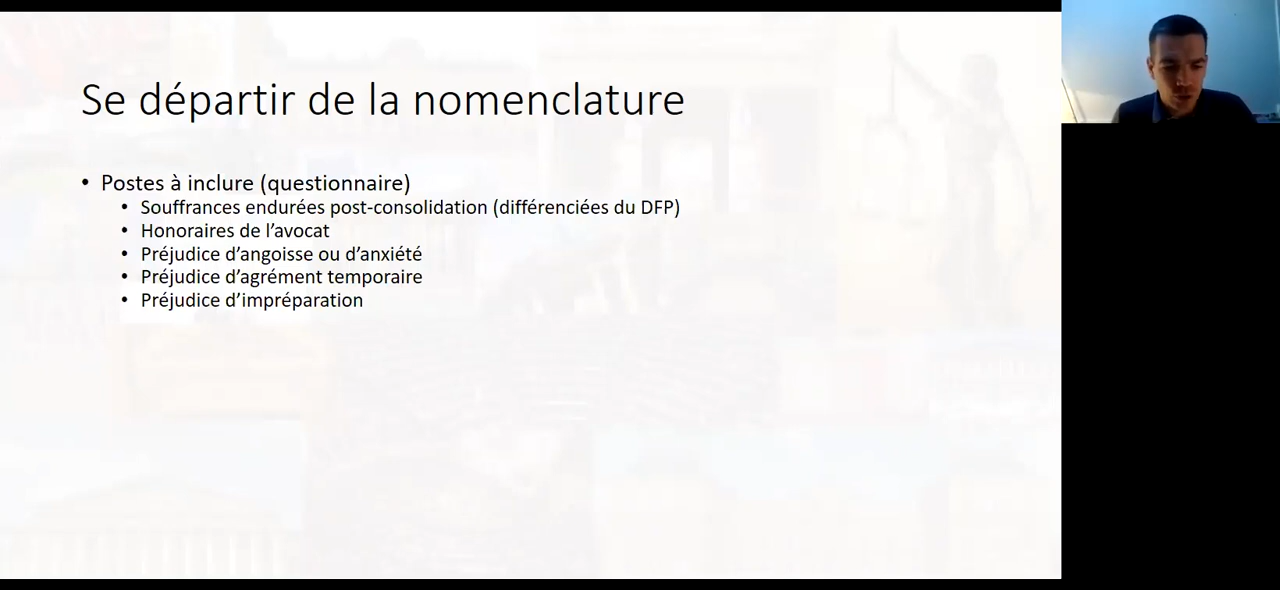 Se départir de la nomenclature
• Postes à inclure (questionnaire)
• Souffrances endurées post-consolidation (différenciées du DFP)
• Honoraires de l’avocat
• Préjudice d’angoisse ou d’anxiété
• Préjudice d’agrément temporaire
• Préjudice d’impréparation